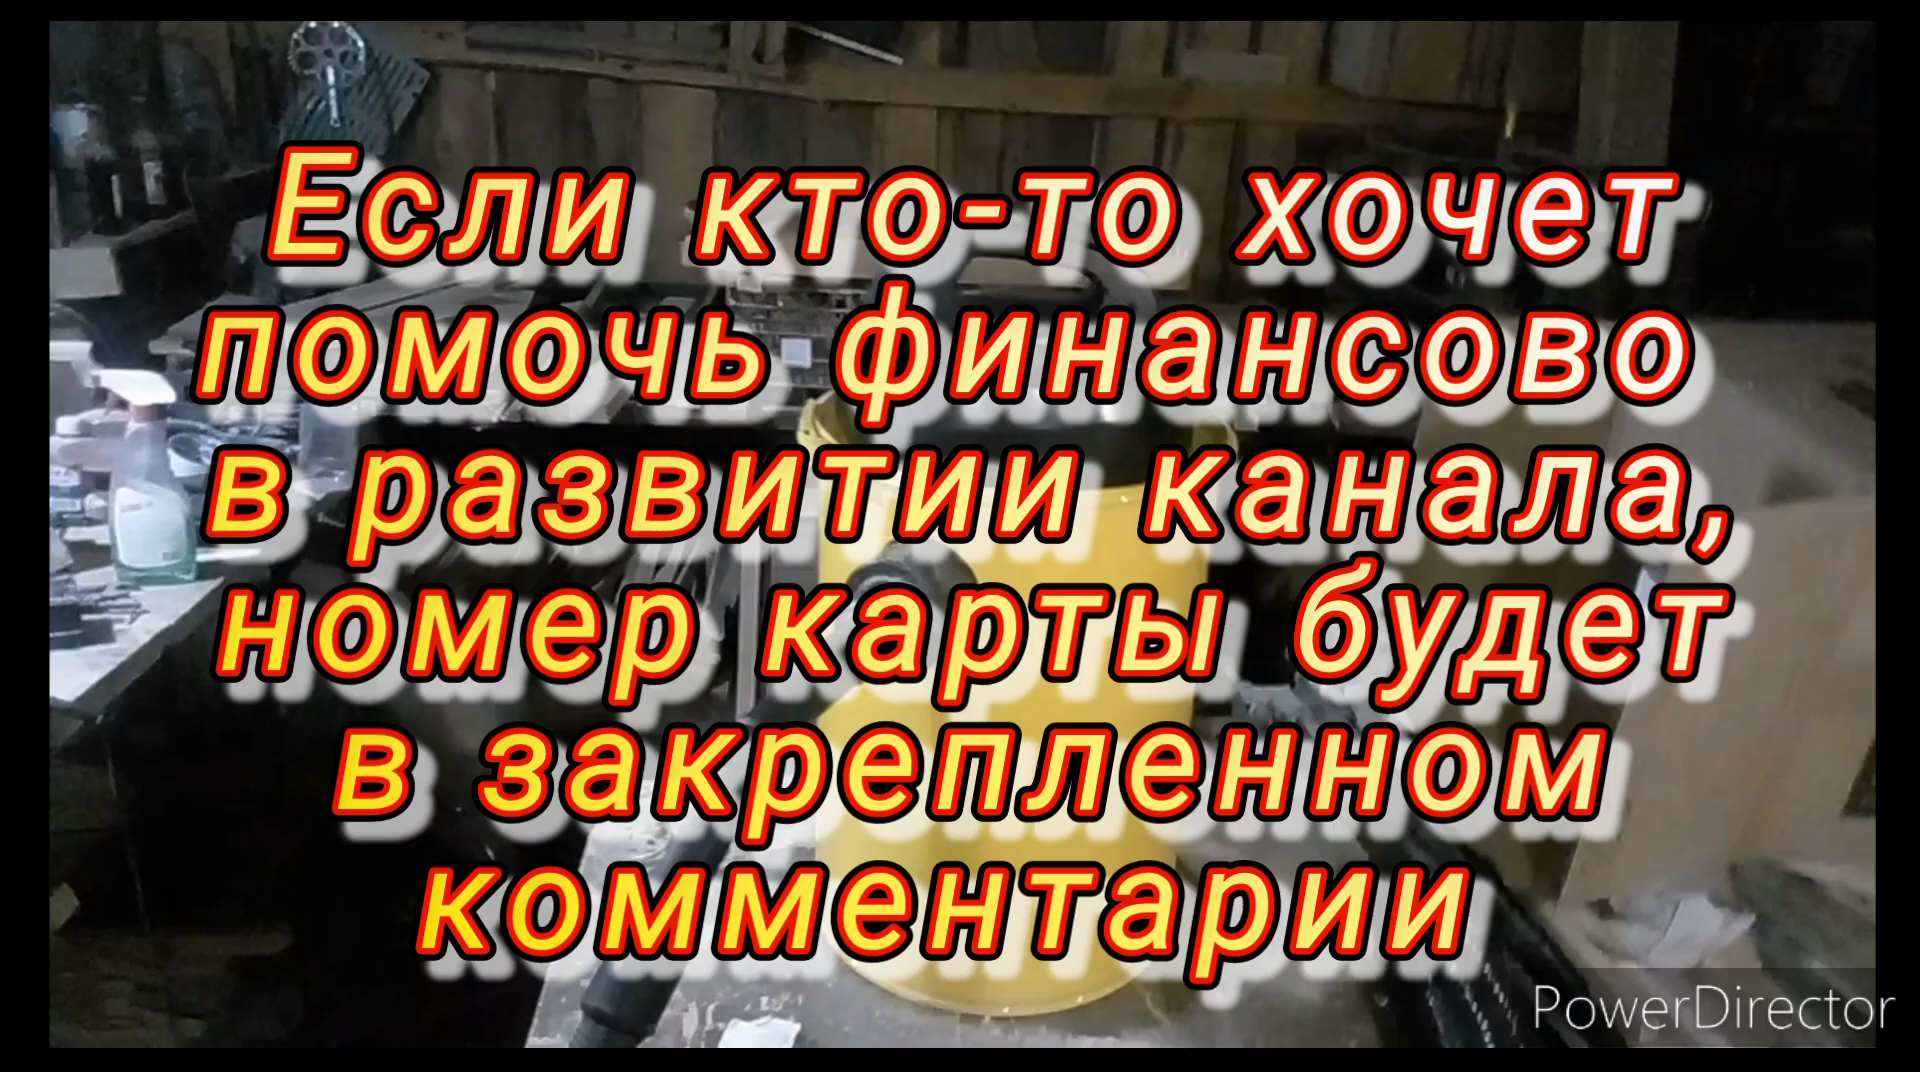 Если кто-то хочет
помочь финансово
в развитии канала,
номер карты будет
в закрепленном
комментарии
PowerDirector